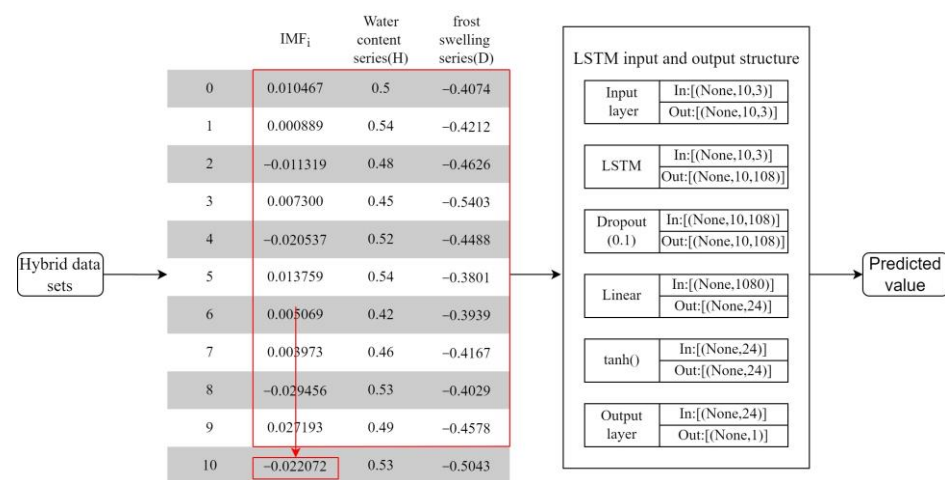 Hybrid data
sets
IMFi
Water
content
series(H)
frost
swelling
series(D)
0 0.010467 0.5 −0.4074
1 0.000889 0.54 −0.4212
2 −0.011319 0.48 −0.4626
3 0.007300 0.45 −0.5403
4 −0.020537 0.52 −0.4488
5 0.013759 0.54 −0.3801
6 0.005069 0.42 −0.3939
7 0.003973 0.46 −0.4167
8 −0.029456 0.53 −0.4029
9 0.027193 0.49 −0.4578
10 −0.022072 0.53 −0.5043
LSTM input and output structure
Input
layer
In:[(None,10,3)]
Out:[(None,10,3)]
LSTM
In:[(None,10,3)]
Out:[(None,10,108)]
Dropout
(0.1)
In:[(None,10,108)]
Out:[(None,10,108)]
Linear
In:[(None,1080)]
Out:[(None,24)]
tanh()
In:[(None,24)]
Out:[(None,24)]
Output
layer
In:[(None,24)]
Out:[(None,1)]
Predicted
value